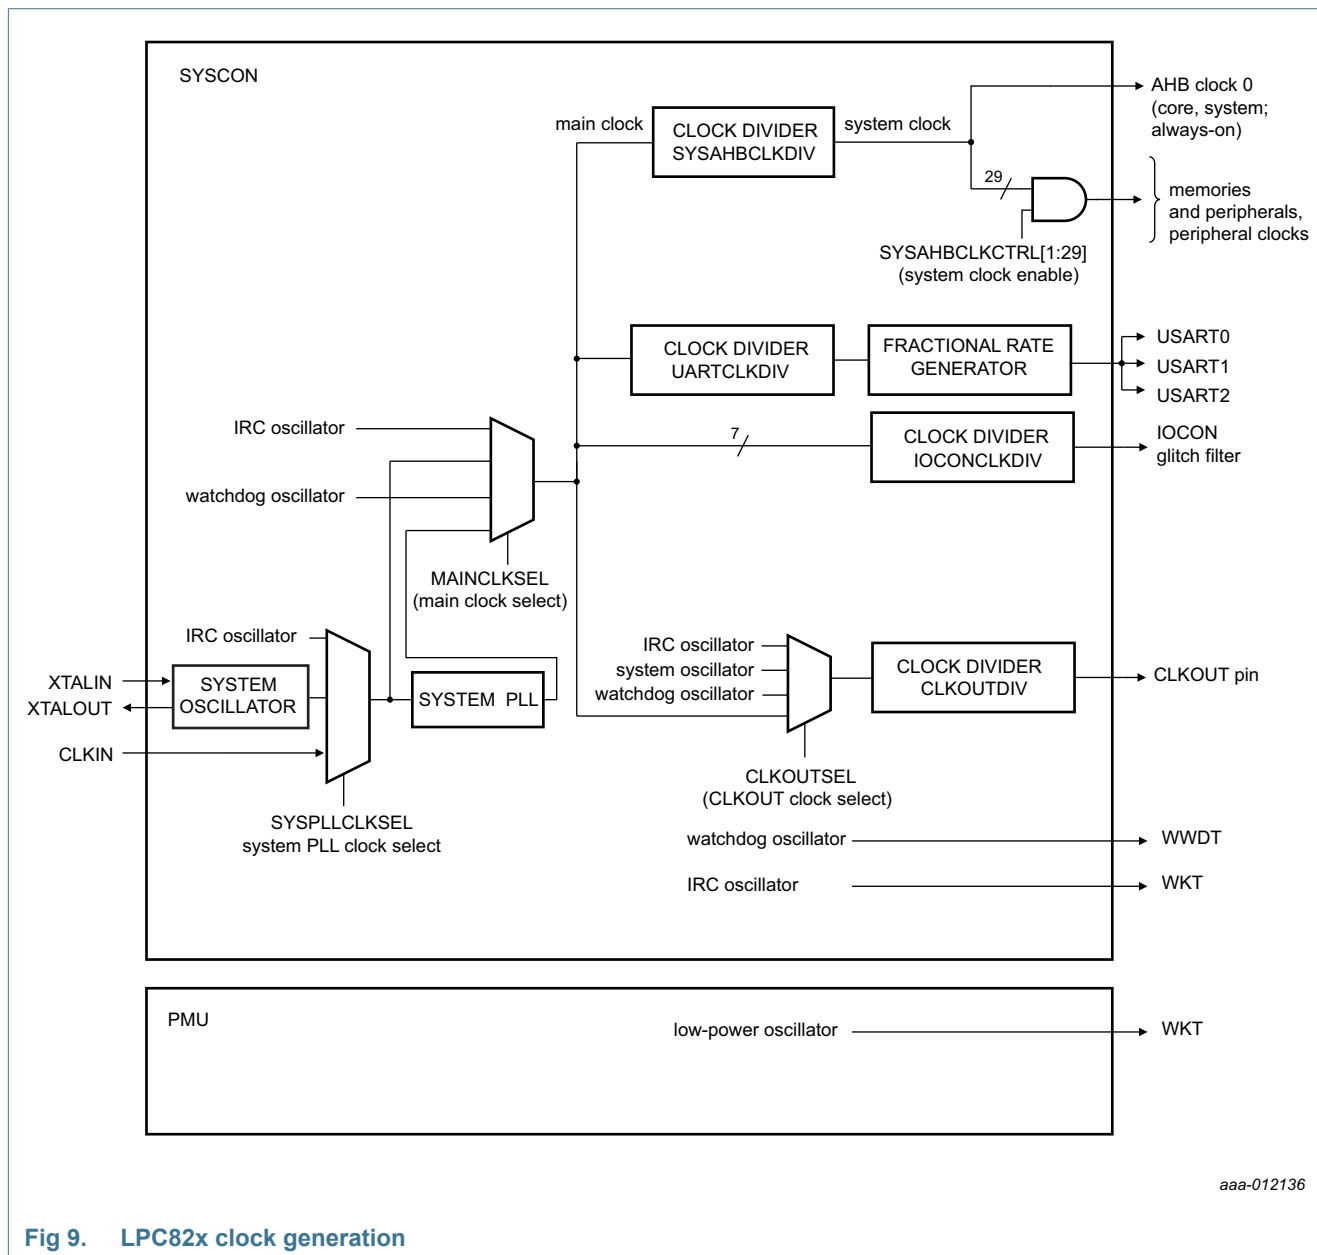 SYSCON
AHB clock 0
(core, system;
always-on)
main clock
CLOCK DIVIDER
SYSAHBCLKDIV
system clock
29
memories
and peripherals,
peripheral clocks
SYSAHBCLKCTRL[1:29]
(system clock enable)
CLOCK DIVIDER
UARTCLKDIV
FRACTIONAL RATE
GENERATOR
USART0
USART1
USART2
IRC oscillator
7
CLOCK DIVIDER
IOCONCLKDIV
IOCON
glitch filter
watchdog oscillator
MAINCLKSEL
(main clock select)
IRC oscillator
XTALIN
XTALOUT
SYSTEM
OSCILLATOR
SYSTEM PLL
CLKIN
SYSPLLCLKSEL
system PLL clock select
IRC oscillator
system oscillator
watchdog oscillator
CLOCK DIVIDER
CLKOUTDIV
CLKOUT pin
CLKOUTSEL
(CLKOUT clock select)
watchdog oscillator
WWDT
IRC oscillator
WKT
PMU
low-power oscillator
WKT
aaa-012136
Fig 9. LPC82x clock generation